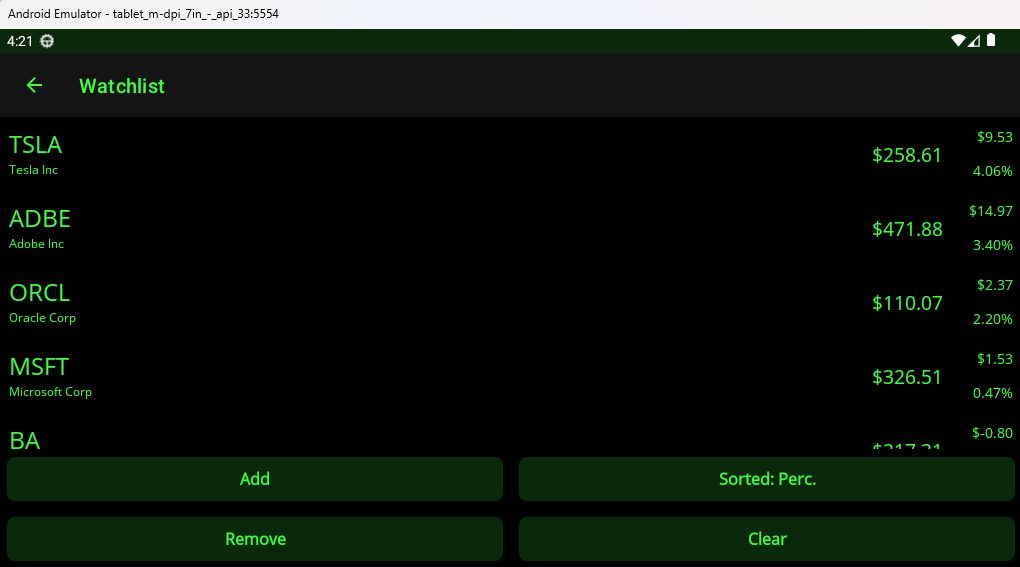 Android Emulator - tablet_m-dpi_7in_-_api_33:5554
4:21
Watchlist
TSLA
Tesla Inc
$258.61
$9.53
4.06%
ADBE
Adobe Inc
$471.88
$14.97
3.40%
ORCL
Oracle Corp
$110.07
$2.37
2.20%
MSFT
Microsoft Corp
$326.51
$1.53
0.47%
BA
$-0.80
Add
Sorted: Perc.
Remove
Clear